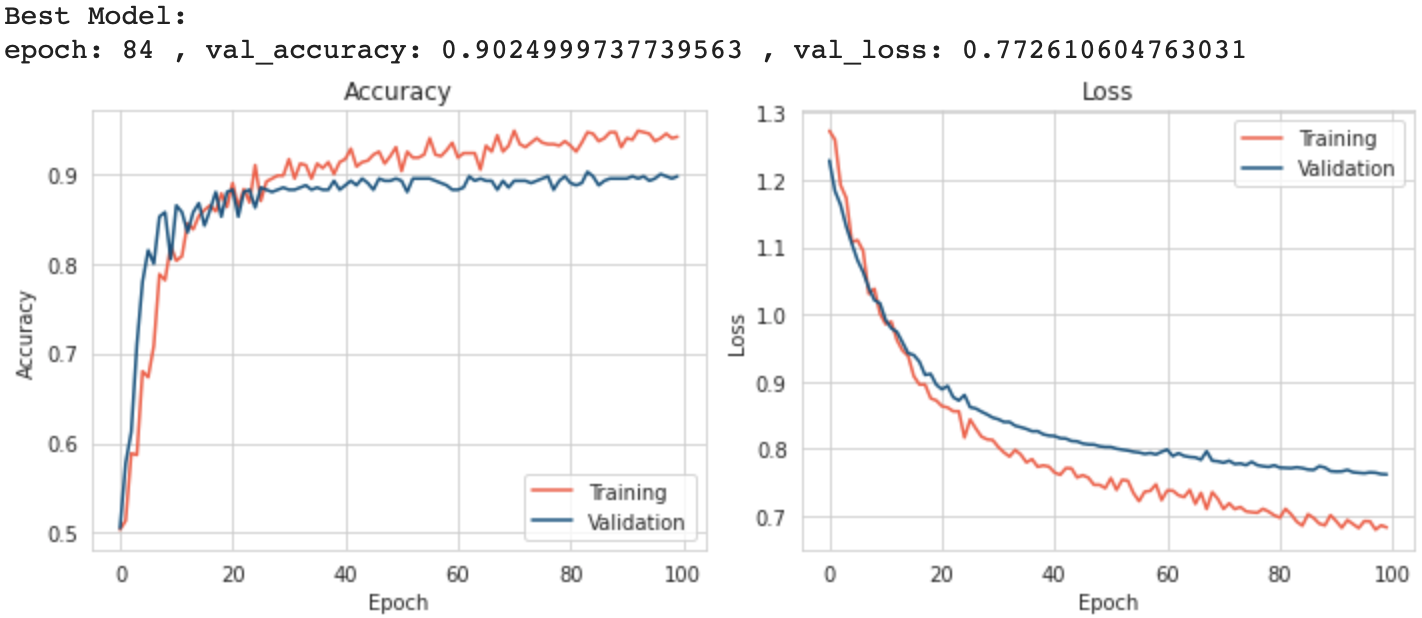 Best Model:
epoch: 84 , val_accuracy: 0.9024999737739563 , val_loss: 0.772610604763031
Accuracy
0.9
0.8
0.7
0.6
0.5
Accuracy
0 20 40 60 80 100
Epoch
Training
Validation
Loss
1.3
1.2
1.1
1.0
0.9
0.8
0.7
Loss
0 20 40 60 80 100
Epoch
Training
Validation